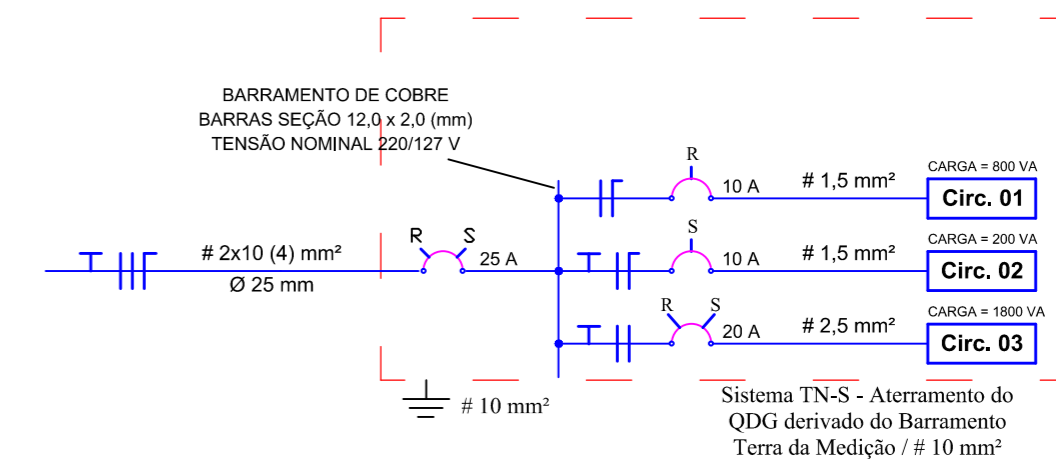 BARRAMENTO DE COBRE
BARRAS SEÇÃO 12,0 x 2,0 (mm)
TENSÃO NOMINAL 220/127 V
R
10 A
# 1,5 mm²
CARGA = 800 VA
Circ. 01
# 2x10 (4) mm²
Ø 25 mm
R S
25 A
S
10 A
# 1,5 mm²
CARGA = 200 VA
Circ. 02
R S
20 A
# 2,5 mm²
CARGA = 1800 VA
Circ. 03
# 10 mm²
Sistema TN-S - Aterramento do
QDG derivado do Barramento
Terra da Medição / # 10 mm²